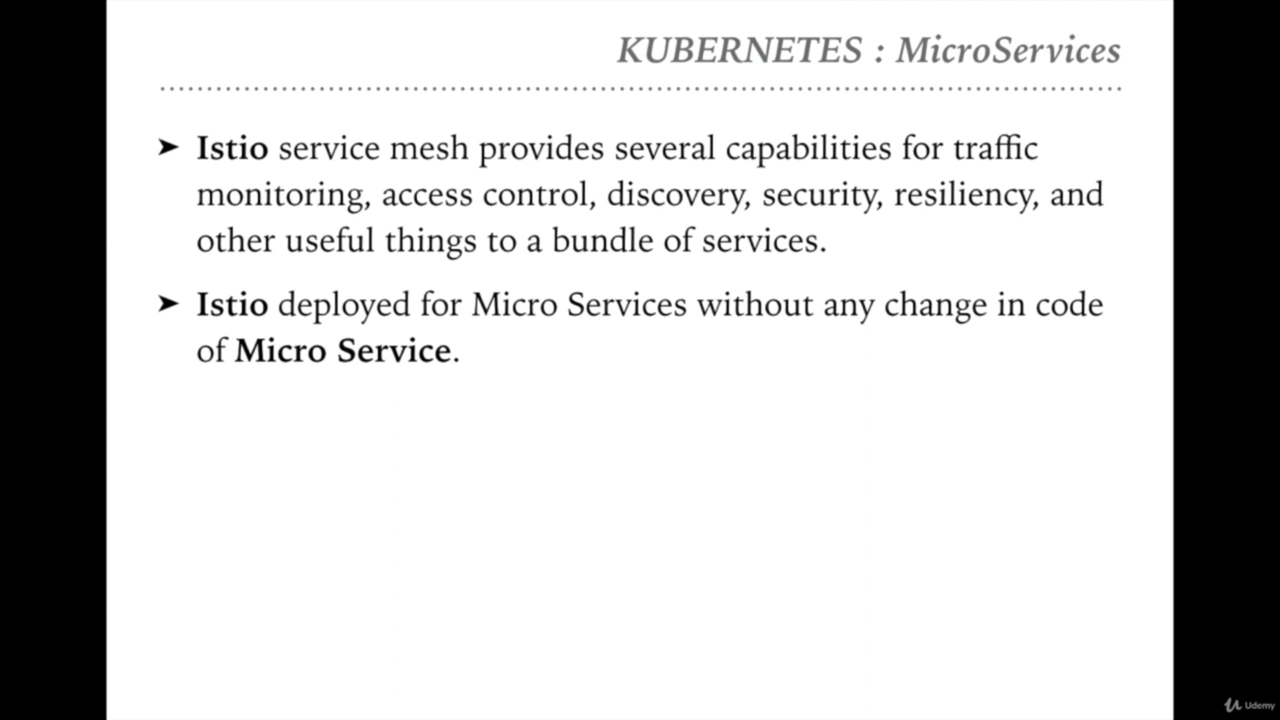 KUBERNETES : MicroServices
➤ Istio service mesh provides several capabilities for traffic
monitoring, access control, discovery, security, resiliency, and
other useful things to a bundle of services.
➤ Istio deployed for Micro Services without any change in code
of Micro Service.
Udemy